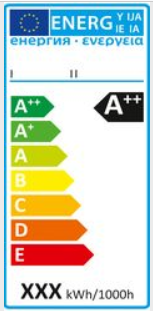 ENERG Y IJA
IE IA
енергия · ενεργεια
I II
A++ A++
A+
A
B
C
D
E
XXX kWh/1000h